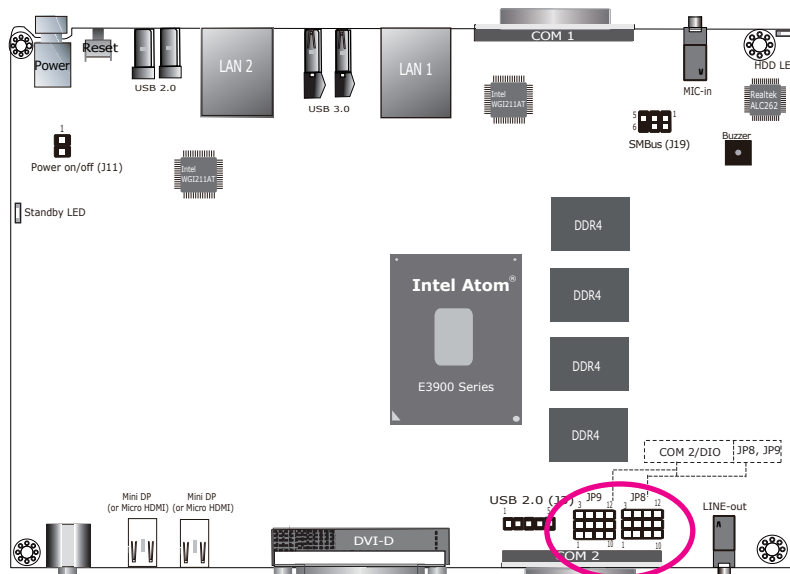 COM 1
Power
Reset
LAN 2
LAN 1
USB 2.0
USB 3.0
MIC-in
HDD LE
Intel
WGI211AT
Realtek
ALC262
5
1
6
SMBus (J19)
Buzzer
1
Power on/off (J11)
Intel
WGI211AT
Standby LED
DDR4
Intel Atom®
DDR4
DDR4
E3900 Series
DDR4
COM 2/DIO
JP8, JP9
USB 2.0 (J
JP9
JP8
3
12
3
12
1
5
1
10
1
10
Mini DP
(or Micro HDMI)
Mini DP
(or Micro HDMI)
LINE-out
DVI-D
COM 2